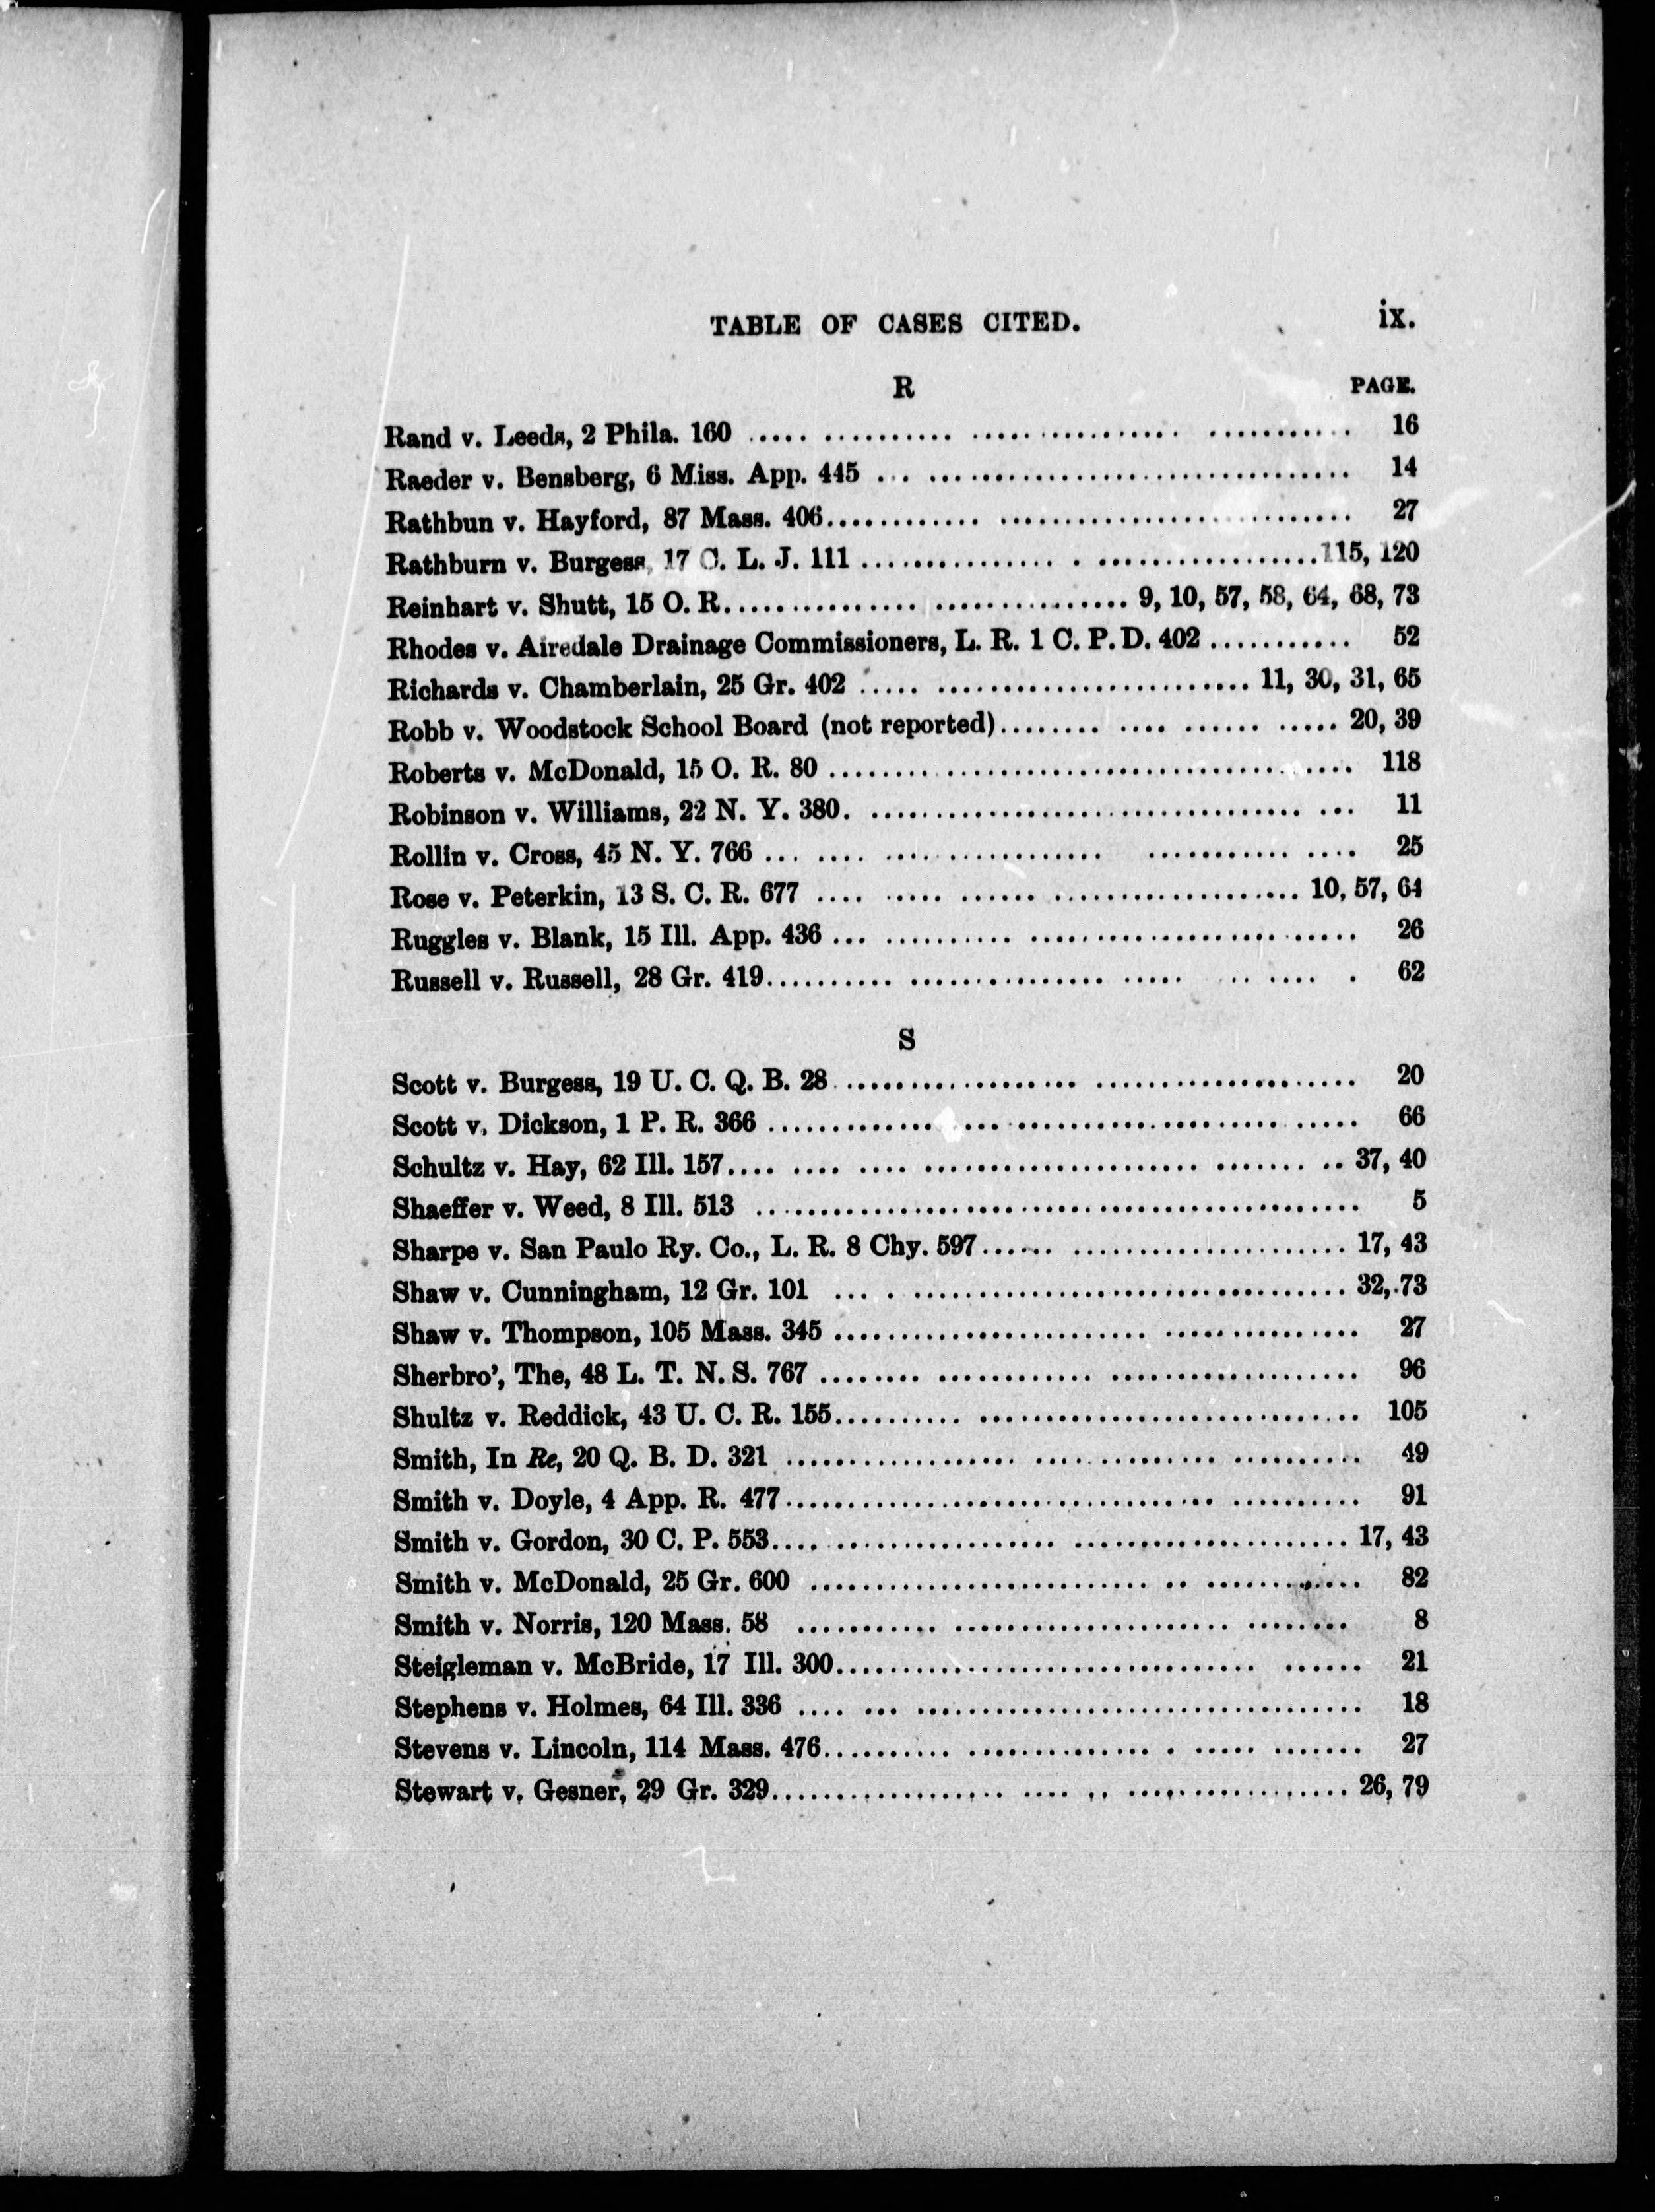 TABLE OF CASES CITED. ix.
R PAGE.
Rand v. Leeds, 2 Phila. 160 ..... 16
Raeder v. Bensberg, 6 Miss. App. 445 ..... 14
Rathbun v. Hayford, 87 Mass. 406..... 27
Rathburn v. Burgess, 17 C. L. J. 111 .....115, 120
Reinhart v. Shutt, 15 O. R..... 9, 10, 57, 58, 64, 68, 73
Rhodes v. Airedale Drainage Commissioners, L. R. 1 C. P. D. 402 ..... 52
Richards v. Chamberlain, 25 Gr. 402 ..... 11, 30, 31, 65
Robb v. Woodstock School Board (not reported)..... 20, 39
Roberts v. McDonald, 15 O. R. 80 ..... 118
Robinson v. Williams, 22 N. Y. 380. ..... 11
Rollin v. Cross, 45 N. Y. 766 ..... 25
Rose v. Peterkin, 13 S. C. R. 677 ..... 10, 57, 64
Ruggles v. Blank, 15 Ill. App. 436 ..... 26
Russell v. Russell, 28 Gr. 419..... 62
S
Scott v. Burgess, 19 U. C. Q. B. 28 ..... 20
Scott v. Dickson, 1 P. R. 366 ..... 66
Schultz v. Hay, 62 Ill. 157..... 37, 40
Shaeffer v. Weed, 8 Ill. 513 ..... 5
Sharpe v. San Paulo Ry. Co., L. R. 8 Chy. 597..... 17, 43
Shaw v. Cunningham, 12 Gr. 101 ..... 32, 73
Shaw v. Thompson, 105 Mass. 345 ..... 27
Sherbro', The, 48 L. T. N. S. 767 ..... 96
Shultz v. Reddick, 43 U. C. R. 155..... 105
Smith, In Re, 20 Q. B. D. 321 ..... 49
Smith v. Doyle, 4 App. R. 477..... 91
Smith v. Gordon, 30 C. P. 553..... 17, 43
Smith v. McDonald, 25 Gr. 600 ..... 82
Smith v. Norris, 120 Mass. 58 ..... 8
Steigleman v. McBride, 17 Ill. 300..... 21
Stephens v. Holmes, 64 Ill. 336 ..... 18
Stevens v. Lincoln, 114 Mass. 476..... 27
Stewart v. Gesner, 29 Gr. 329..... 26, 79